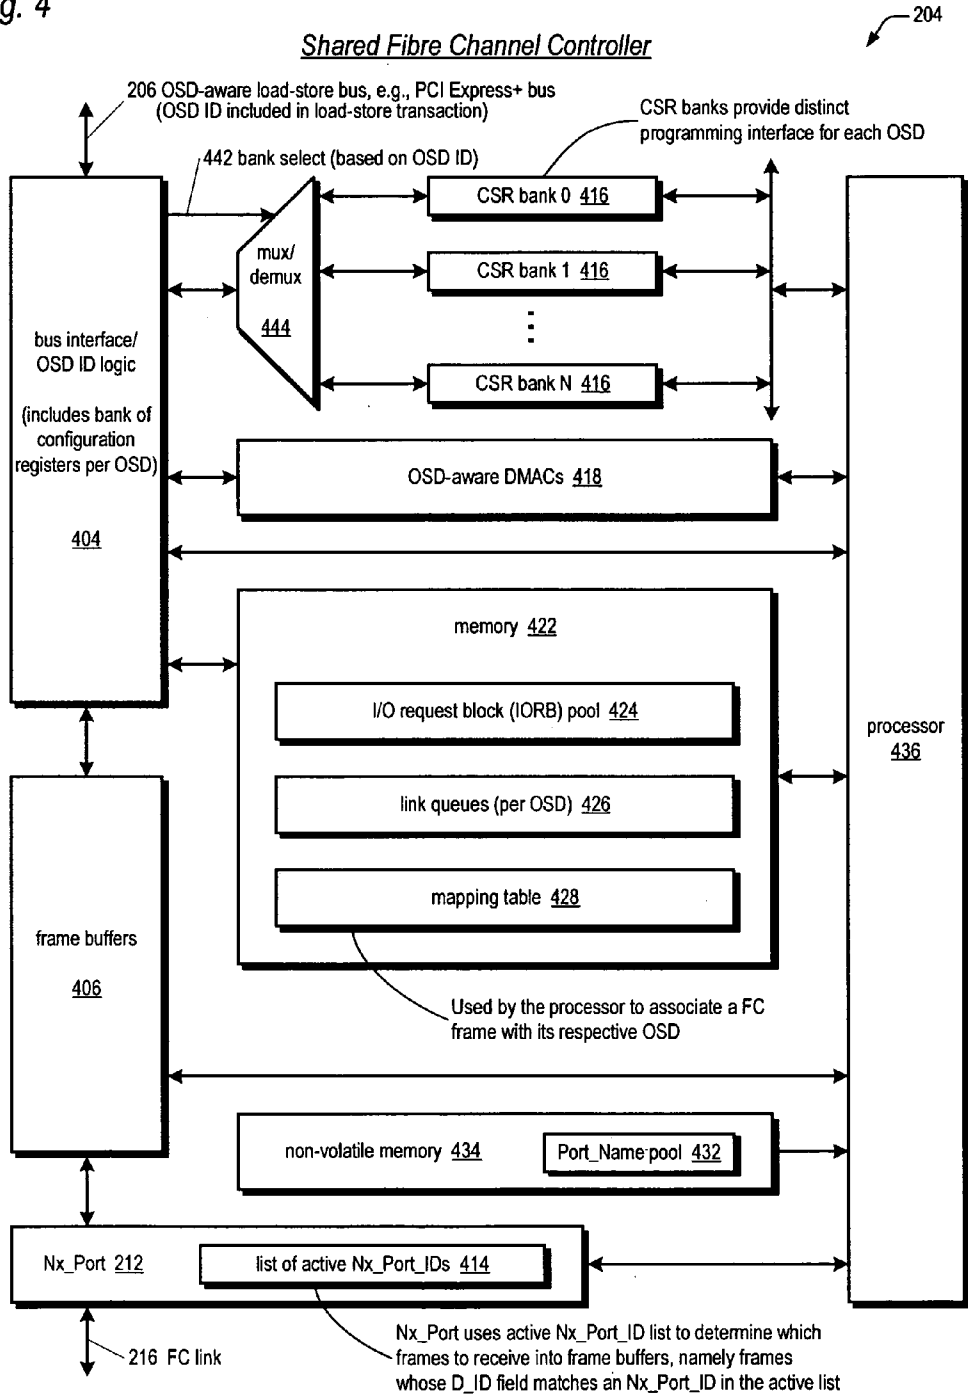 g. 4
204
Shared Fibre Channel Controller
206 OSD-aware load-store bus, e.g., PCI Express+ bus
(OSD ID included in load-store transaction)
CSR banks provide distinct
programming interface for each OSD
442 bank select (based on OSD ID)
CSR bank 0 416
mux/
demux
444
CSR bank 1 416
CSR bank N 416
bus interface/
OSD ID logic
(includes bank of
configuration
registers per OSD)
404
OSD-aware DMACs 418
memory 422
I/O request block (IORB) pool 424
link queues (per OSD) 426
mapping table 428
processor
436
frame buffers
406
Used by the processor to associate a FC
frame with its respective OSD
non-volatile memory 434
Port_Name pool 432
Nx_Port 212
list of active Nx_Port_IDs 414
216 FC link
Nx_Port uses active Nx_Port_ID list to determine which
frames to receive into frame buffers, namely frames
whose D_ID field matches an Nx_Port_ID in the active list